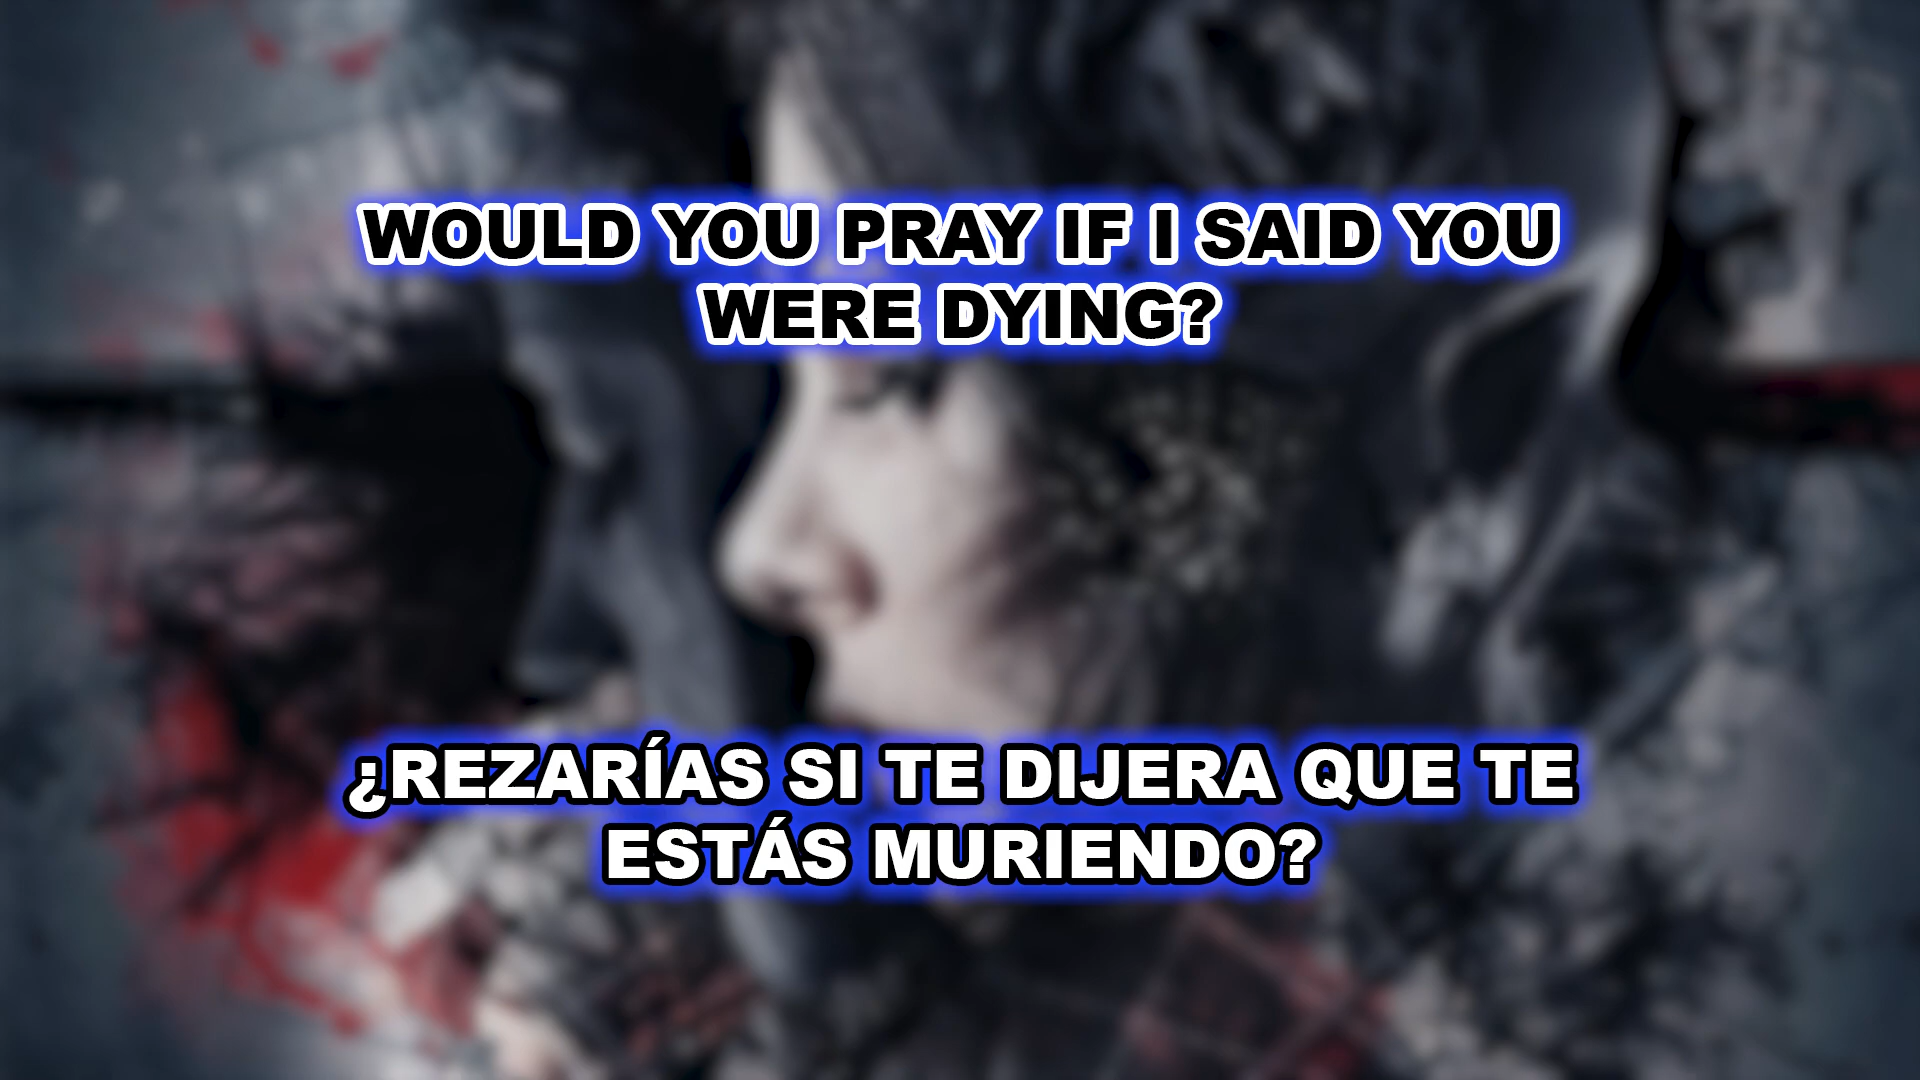 WOULD YOU PRAY IF I SAID YOU
WERE DYING?
¿REZARÍAS SI TE DIJERA QUE TE
ESTÁS MURIENDO?